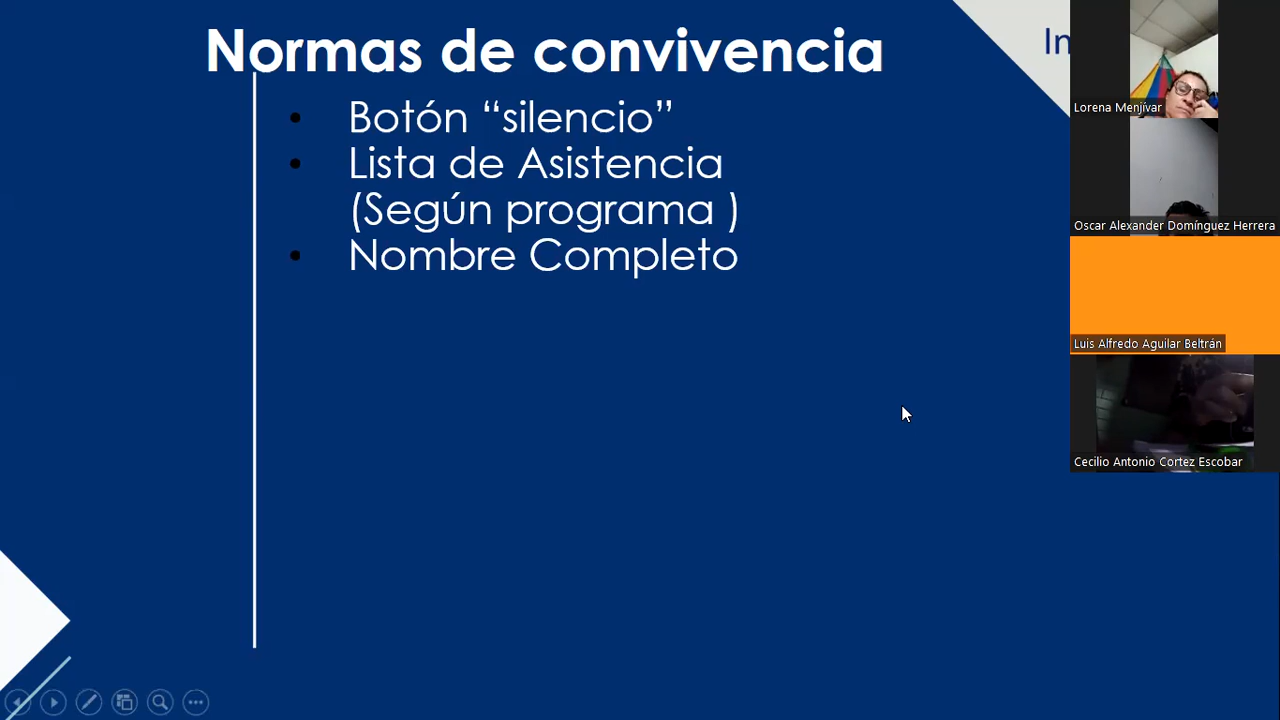 Normas de convivencia
• Botón “silencio”
• Lista de Asistencia
(Según programa )
• Nombre Completo
In
Lorena Menjívar
Oscar Alexander Domínguez Herrera
Luis Alfredo Aguilar Beltrán
Cecilio Antonio Cortez Escobar